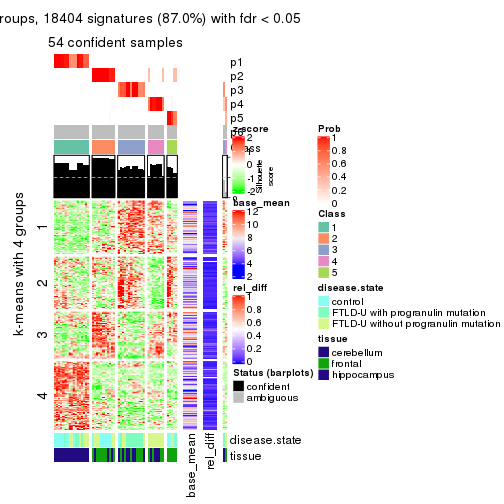 roups, 18404 signatures (87.0%) with fdr < 0.05
54 confident samples
p1
p2
p3
p4
p5
p6
Class
Silhouette
score
k-means with 4 groups
1
2
3
4
base_mean
rel_diff
disease.state
tissue
z-score
2
1
0
-1
-2
base_mean
12
10
8
6
4
2
rel_diff
1
0.8
0.6
0.4
0.2
0
Status (barplots)
confident
ambiguous
Prob
1
0.8
0.6
0.4
0.2
0
Class
1
2
3
4
5
disease.state
control
FTLD-U with progranulin mutation
FTLD-U without progranulin mutation
tissue
cerebellum
frontal
hippocampus